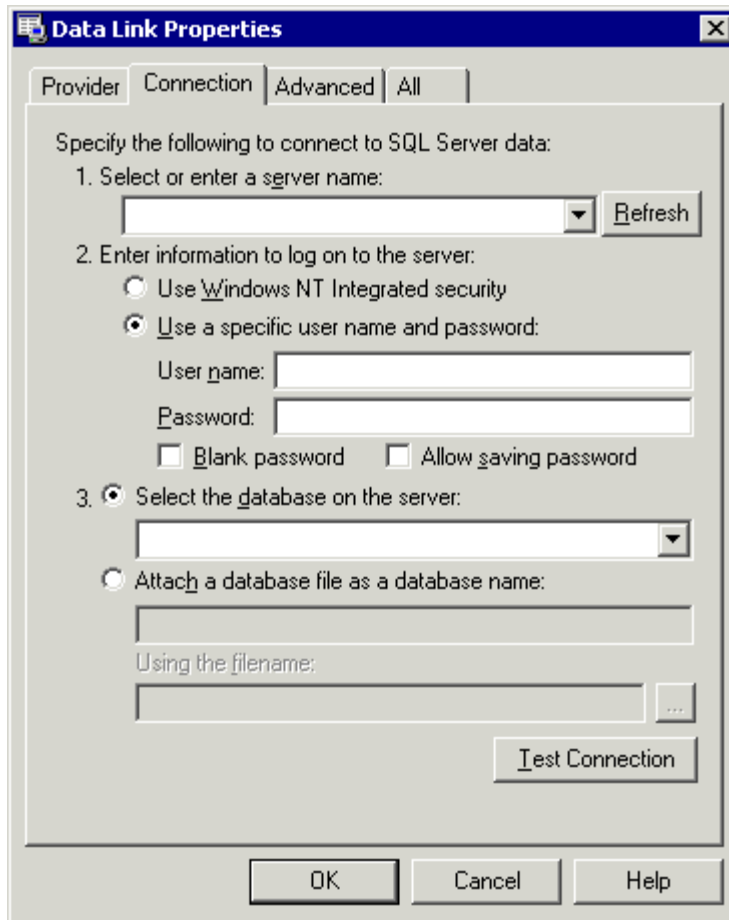 Data Link Properties
Provider Connection Advanced All
Specify the following to connect to SQL Server data:
1. Select or enter a server name:
Refresh
2. Enter information to log on to the server:
Use Windows NT Integrated security
Use a specific user name and password:
User name:
Password:
Blank password Allow saving password
3. Select the database on the server:
Attach a database file as a database name:
Using the filename:
...
Test Connection
OK Cancel Help